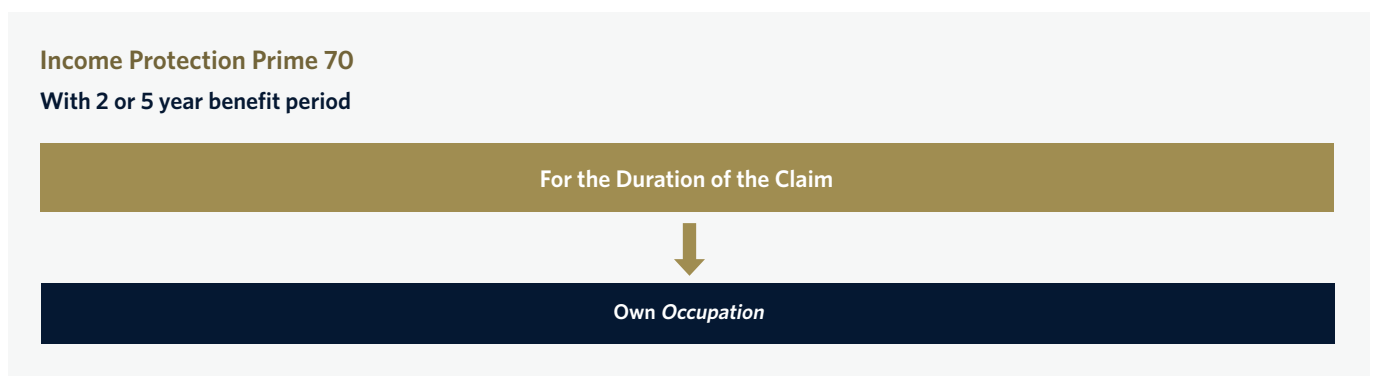 Income Protection Prime 70
With 2 or 5 year benefit period
For the Duration of the Claim
Own Occupation